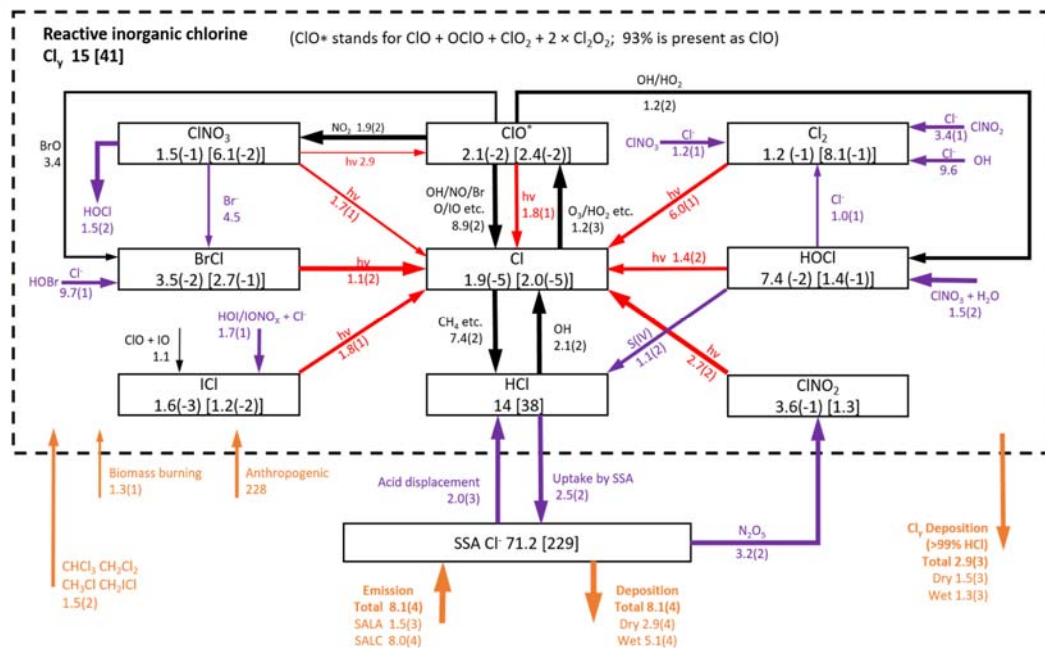 Reactive inorganic chlorine
Cl_y 15 [41]
(ClO* stands for ClO + OClO + ClO₂ + 2 × Cl₂O₂; 93% is present as ClO)
OH/HO₂
1.2(2)
BrO
3.4
ClNO₃
1.5(-1) [6.1(-2)]
NO₂ 1.9(2)
hv 2.9
ClO*
2.1(-2) [2.4(-2)]
ClNO₃
Cl⁻
1.2(1)
Cl₂
1.2 (-1) [8.1(-1)]
Cl⁻
3.4(1)
ClNO₂
Cl⁻
9.6
OH
HOCl
1.5(2)
Br⁻
4.5
hv
1.7(1)
OH/NO/Br
O/IO etc.
8.9(2)
hv
1.8(1)
O₃/HO₂ etc.
1.2(3)
hv
6.0(1)
Cl⁻
1.0(1)
HOBr
Cl⁻
9.7(1)
BrCl
3.5(-2) [2.7(-1)]
hv
1.1(2)
Cl
1.9(-5) [2.0(-5)]
hv 1.4(2)
HOCl
7.4 (-2) [1.4(-1)]
ClNO₃ + H₂O
1.5(2)
ClO + IO
1.1
HOI/IONOₓ + Cl⁻
1.7(1)
hv
1.8(1)
CH₄ etc.
7.4(2)
OH
2.1(2)
S(IV)
1.1(2)
hv
2.7(2)
ICl
1.6(-3) [1.2(-2)]
HCl
14 [38]
ClNO₂
3.6(-1) [1.3]
Biomass burning
1.3(1)
Anthropogenic
228
Acid displacement
2.0(3)
Uptake by SSA
2.5(2)
SSA Cl⁻ 71.2 [229]
N₂O₅
3.2(2)
Cl_y Deposition
(>99% HCl)
Total 2.9(3)
Dry 1.5(3)
Wet 1.3(3)
CHCl₃ CH₂Cl₂
CH₃Cl CH₂ICl
1.5(2)
Emission
Total 8.1(4)
SALA 1.5(3)
SALC 8.0(4)
Deposition
Total 8.1(4)
Dry 2.9(4)
Wet 5.1(4)